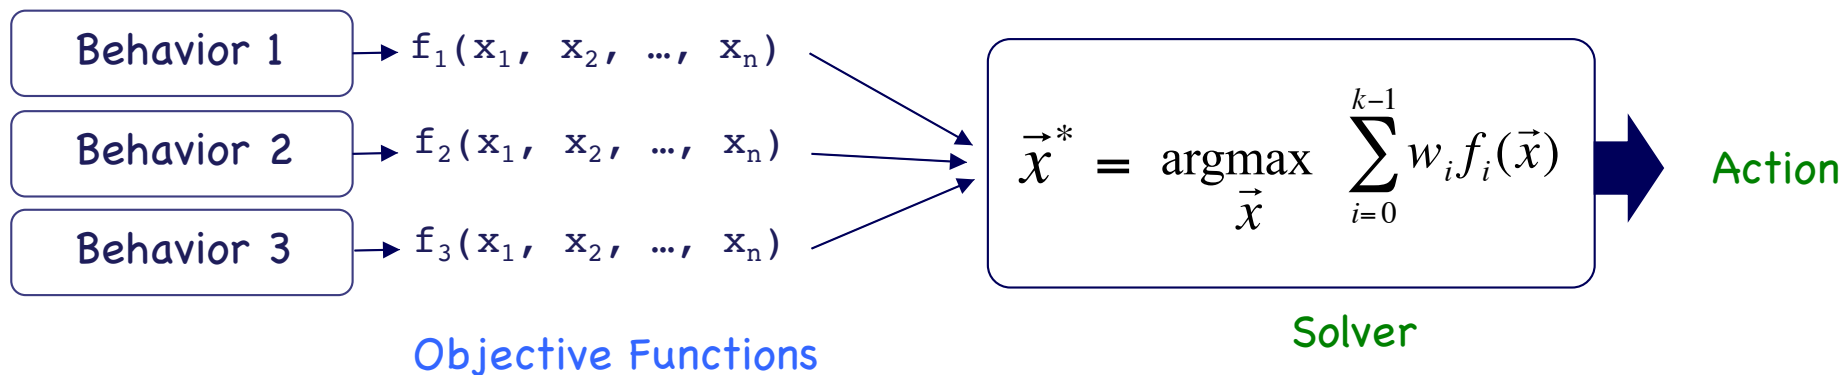 Behavior 1
f₁(x₁, x₂, …, xₙ)
Behavior 2
f₂(x₁, x₂, …, xₙ)
Behavior 3
f₃(x₁, x₂, …, xₙ)
Objective Functions
x⃗* = argmax_x⃗ ∑_{i=0}^{k−1} wᵢfᵢ(x⃗)
Solver
Action